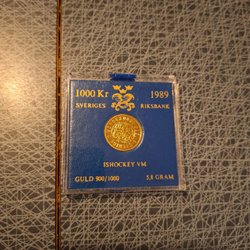 1000 Kr 1989
SVERIGES RIKSBANK
ISHOCKEY VM
GULD 900/1000 5,8 GRAM